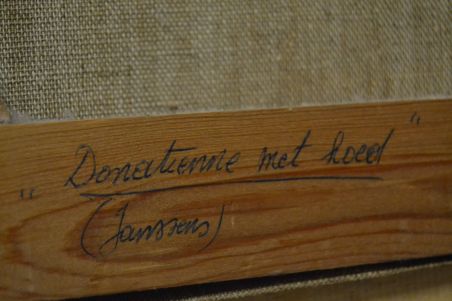 "Donatienne met hoed"
(Janssens)